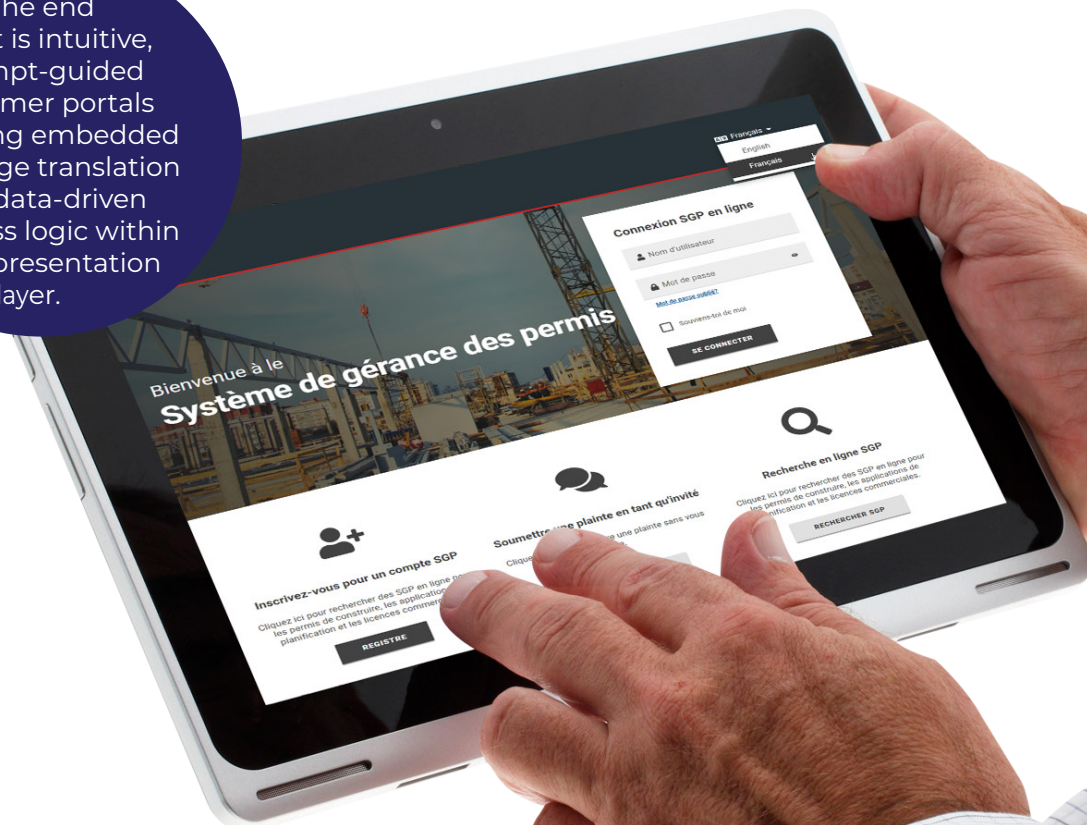 he end
t is intuitive,
mpt-guided
mer portals
ng embedded
ge translation
data-driven
ss logic within
presentation
layer.
Français
English
Français
Connexion SGP en ligne
Nom d'utilisateur
Mot de passe
Mot de passe oublié?
Souviens-toi de moi
SE CONNECTER
Bienvenue à le
Système de gérance des permis
Inscrivez-vous pour un compte SGP
Cliquez ici pour rechercher des SGP en ligne
les permis de construire, les
planification et les licences
REGISTRE
Soumettre une plainte en tant qu'invité
une plainte sans vous
Recherche en ligne SGP
Cliquez ici pour rechercher des SGP en ligne pour
les permis de construire, les applications de
planification et les licences commerciales.
RECHERCHER SGP